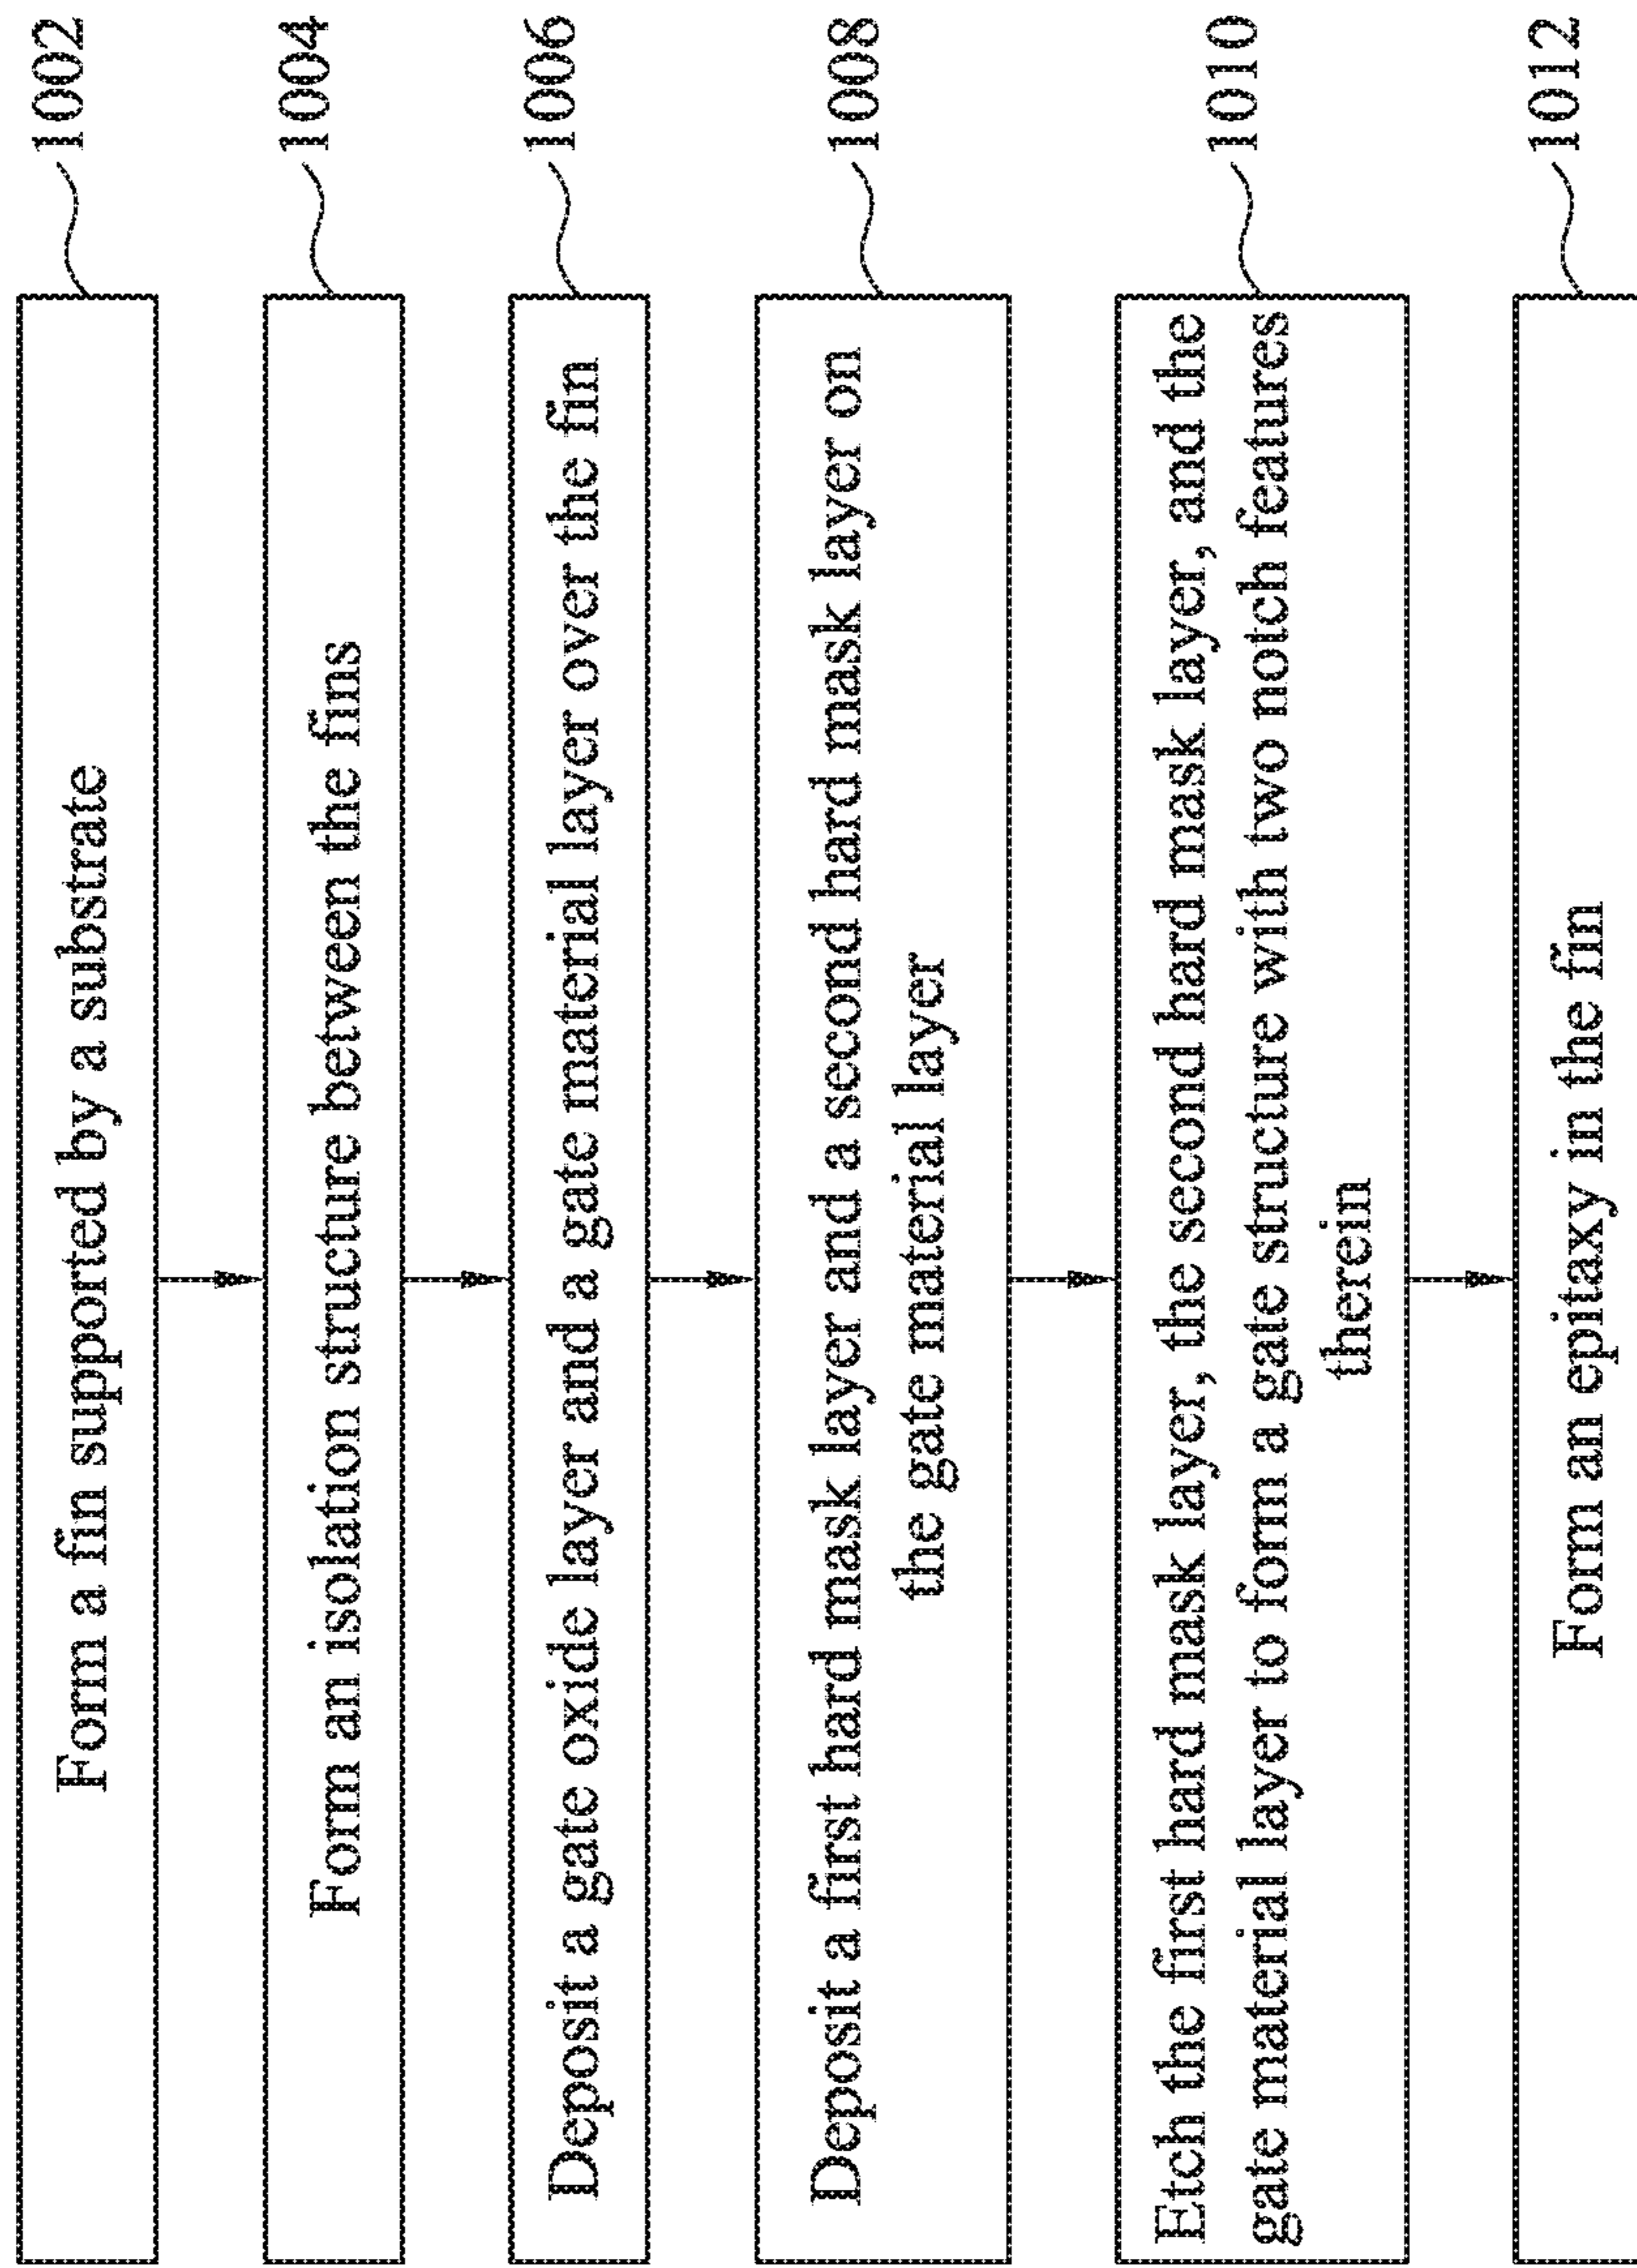 Form a fin supported by a substrate
1002
Form an isolation structure between the fins
1004
Deposit a gate oxide layer and a gate material layer over the fin
1006
Deposit a first hard mask layer and a second hard mask layer on
the gate material layer
1008
Etch the first hard mask layer, the second hard mask layer, and the
gate material layer to form a gate structure with two notch features
therein
1010
Form an epitaxy in the fin
1012